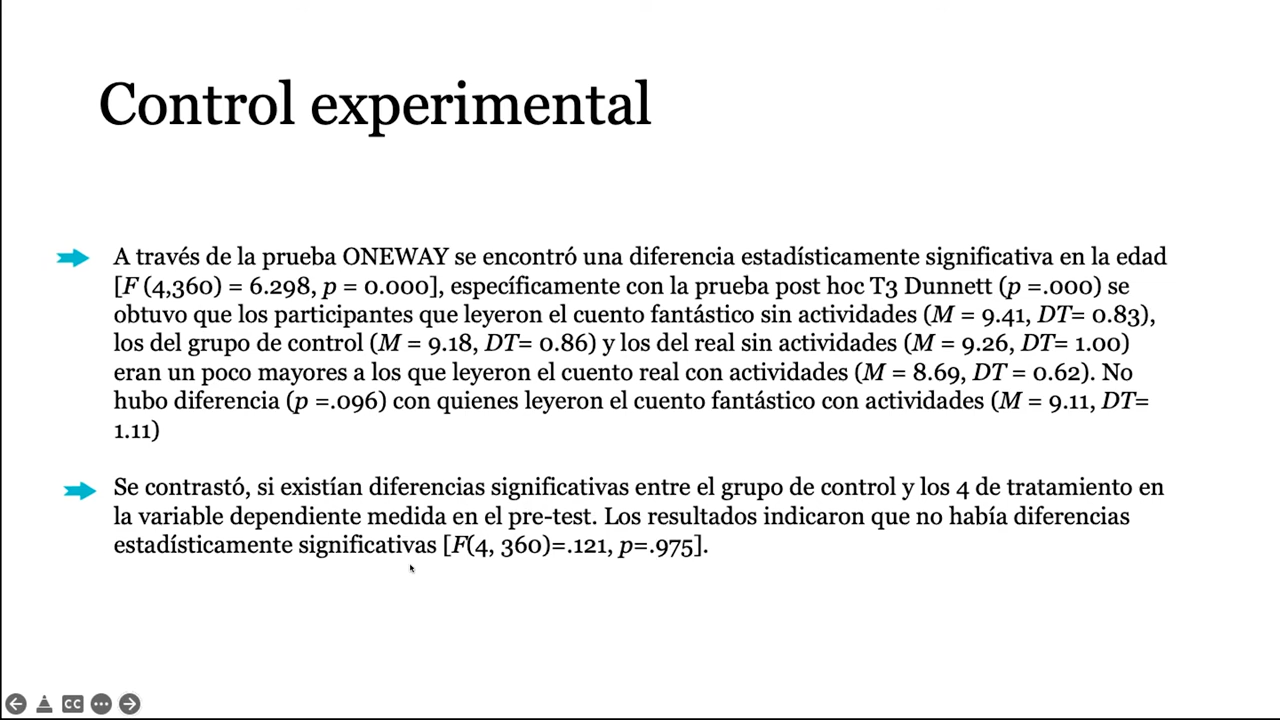 Control experimental
A través de la prueba ONEWAY se encontró una diferencia estadísticamente significativa en la edad
[F (4,360) = 6.298, p = 0.000], específicamente con la prueba post hoc T3 Dunnett (p =.000) se
obtuvo que los participantes que leyeron el cuento fantástico sin actividades (M = 9.41, DT= 0.83),
los del grupo de control (M = 9.18, DT= 0.86) y los del real sin actividades (M = 9.26, DT= 1.00)
eran un poco mayores a los que leyeron el cuento real con actividades (M = 8.69, DT = 0.62). No
hubo diferencia (p =.096) con quienes leyeron el cuento fantástico con actividades (M = 9.11, DT=
1.11)
Se contrastó, si existían diferencias significativas entre el grupo de control y los 4 de tratamiento en
la variable dependiente medida en el pre-test. Los resultados indicaron que no había diferencias
estadísticamente significativas [F(4, 360)=.121, p=.975].
CC